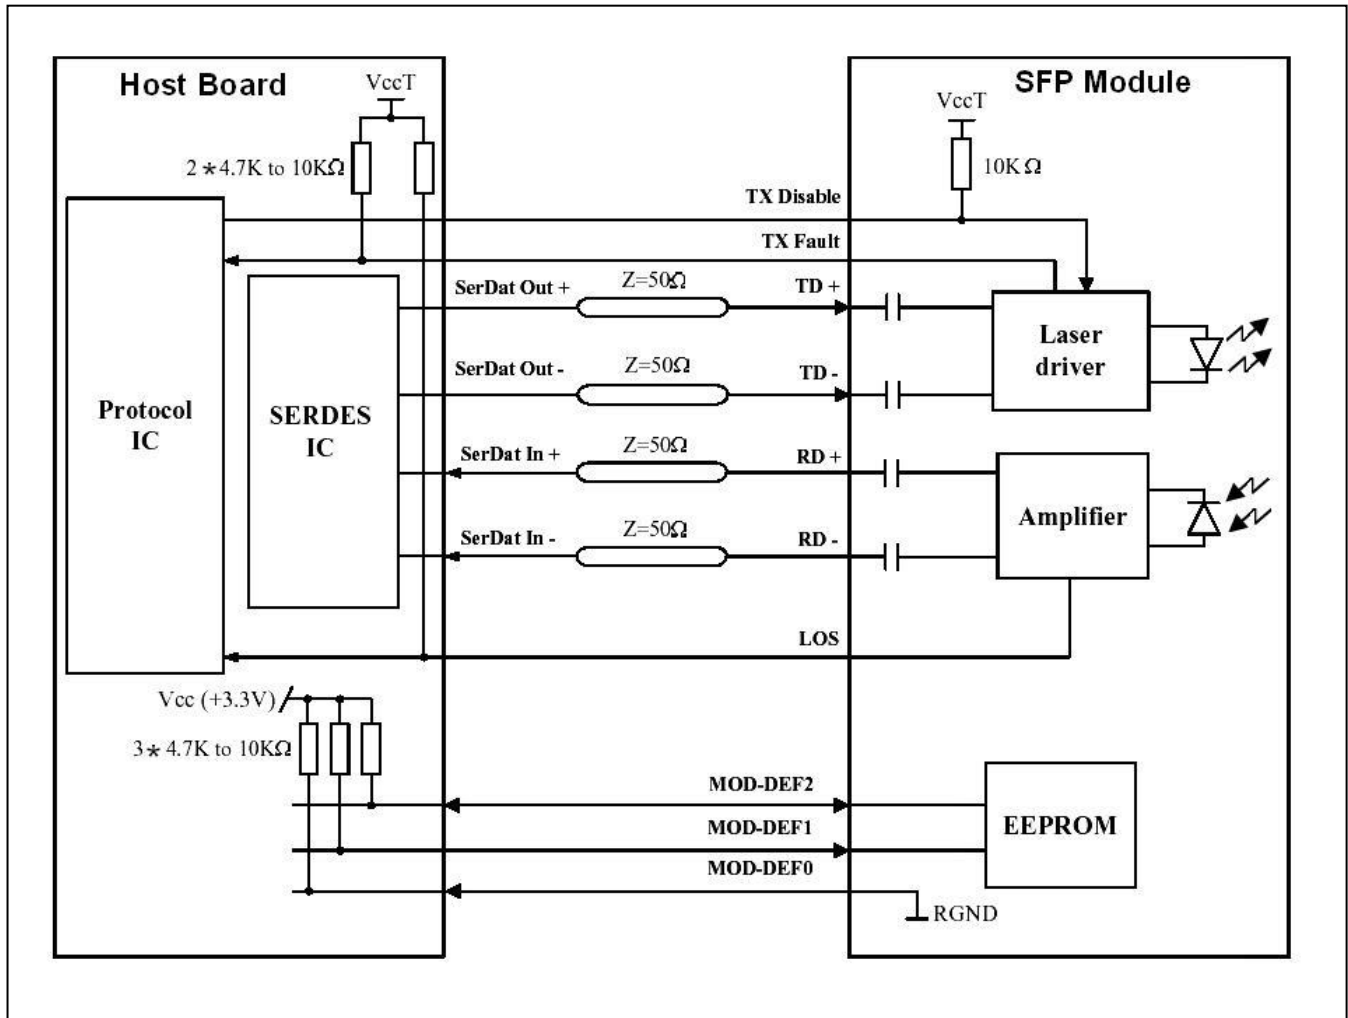 Host Board
SFP Module
VccT
VccT
2*4.7K to 10KΩ
10KΩ
TX Disable
TX Fault
SerDat Out +
Z=50Ω
TD +
Laser
driver
SerDat Out -
Z=50Ω
TD -
Protocol
IC
SERDES
IC
SerDat In +
Z=50Ω
RD +
Amplifier
SerDat In -
Z=50Ω
RD -
LOS
Vcc (+3.3V)
3*4.7K to 10KΩ
MOD-DEF2
MOD-DEF1
EEPROM
MOD-DEF0
RGND